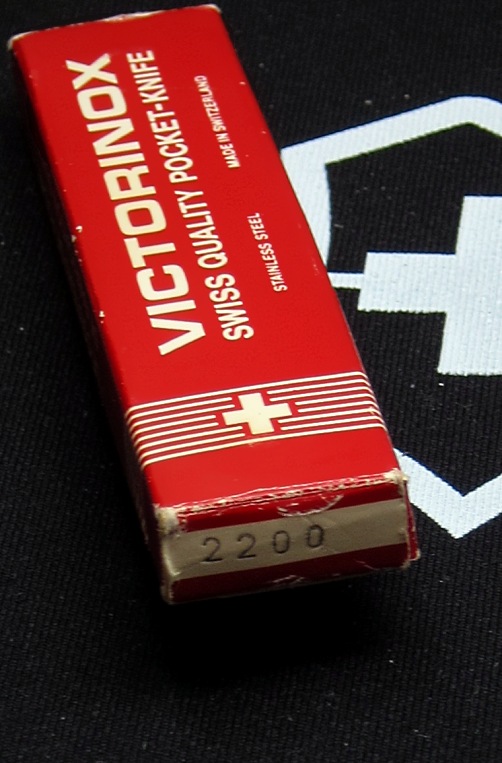 VICTORINOX
SWISS QUALITY POCKET-KNIFE
STAINLESS STEEL
MADE IN SWITZERLAND
2200